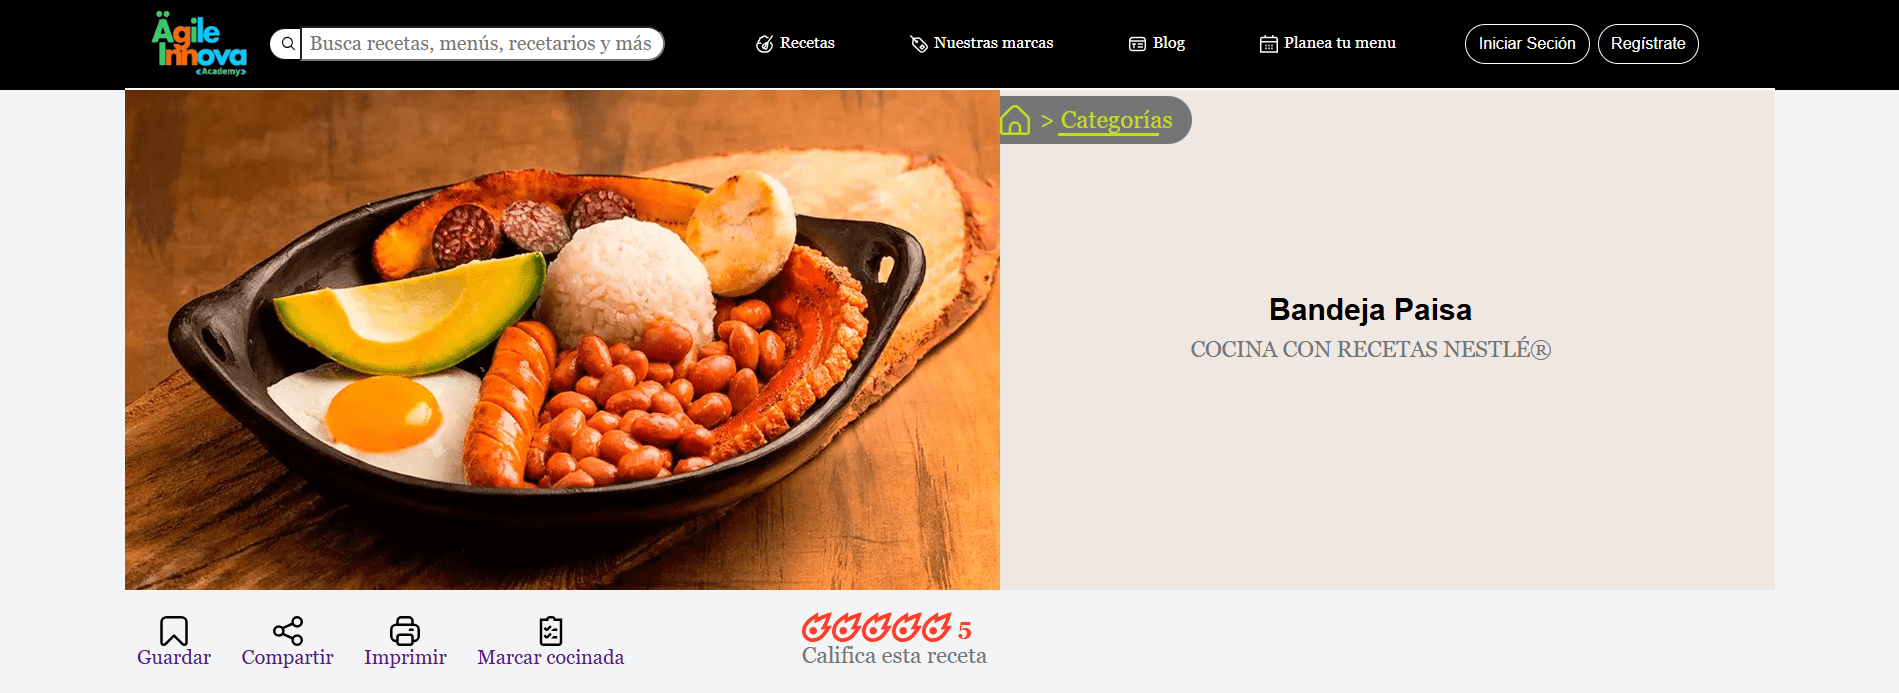 Ägile
Innova
<Academy>
Busca recetas, menús, recetarios y más
Recetas
Nuestras marcas
Blog
Planea tu menu
Iniciar Seción
Regístrate
> Categorías
Bandeja Paisa
COCINA CON RECETAS NESTLÉ®
Guardar
Compartir
Imprimir
Marcar cocinada
5
Califica esta receta